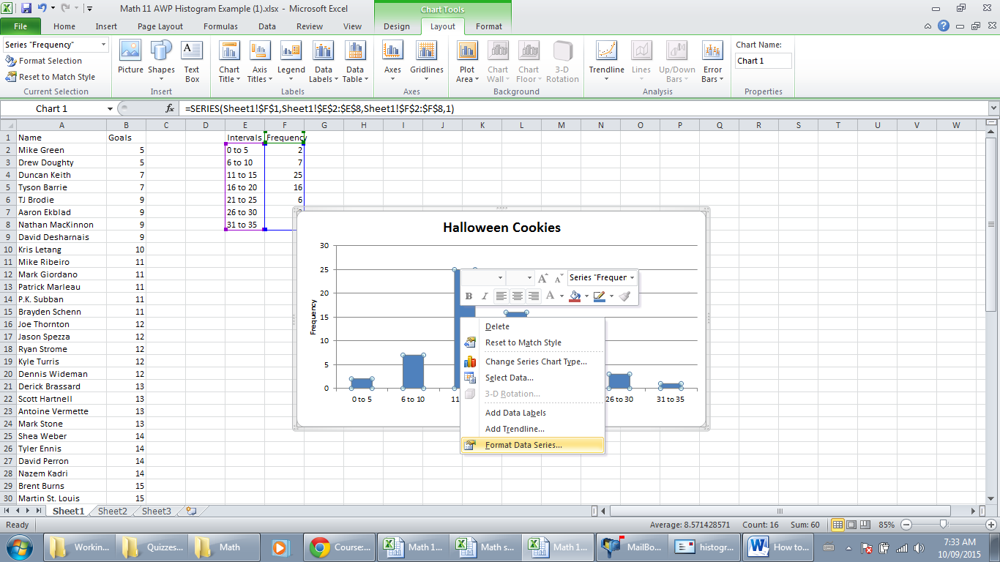 Math 11 AWP Histogram Example (1).xlsx - Microsoft Excel
Chart Tools
File Home Insert Page Layout Formulas Data Review View Design Layout Format
Series "Frequency"
Format Selection
Reset to Match Style
Current Selection
Picture Shapes Text Box
Insert
Chart Title Axis Titles Legend Data Labels Data Table
Labels
Axes Gridlines
Axes
Plot Area Chart Wall Chart Floor 3-D Rotation
Background
Trendline Lines Up/Down Bars Error Bars
Analysis
Chart Name:
Chart 1
Properties
Chart 1 fx =SERIES(Sheet1!$F$1,Sheet1!$E$2:$E$8,Sheet1!$F$2:$F$8,1)
A B C D E F G H I J K L M N O P Q R S T U V W
1 Name Goals Intervals Frequency
2 Mike Green 5 0 to 5 2
3 Drew Doughty 5 6 to 10 7
4 Duncan Keith 7 11 to 15 25
5 Tyson Barrie 7 16 to 20 16
6 TJ Brodie 9 21 to 25 6
7 Aaron Ekblad 9 26 to 30
8 Nathan MacKinnon 9 31 to 35
9 David Desharnais 9
10 Kris Letang 10
11 Mike Ribeiro 11
12 Mark Giordano 11
13 Patrick Marleau 11
14 P.K. Subban 11
15 Brayden Schenn 11
16 Joe Thornton 12
17 Jason Spezza 12
18 Ryan Strome 12
19 Kyle Turris 12
20 Dennis Wideman 12
21 Derick Brassard 13
22 Scott Hartnell 13
23 Antoine Vermette 13
24 Mark Stone 13
25 Shea Weber 14
26 Tyler Ennis 14
27 David Perron 14
28 Nazem Kadri 14
29 Brent Burns 15
30 Martin St. Louis 15
Halloween Cookies
Frequency
30
25
20
15
10
5
0
0 to 5 6 to 10 11 26 to 30 31 to 35
A A Series "Frequer
B I A
Delete
Reset to Match Style
Change Series Chart Type...
Select Data...
3-D Rotation...
Add Data Labels
Add Trendline...
Format Data Series...
Sheet1 Sheet2 Sheet3
Ready Average: 8.571428571 Count: 16 Sum: 60 85%
Workin... Quizzes... Math Course:... Math 1... Math s... Math 1... MailBo... histogr... How to...
7:33 AM
10/09/2015